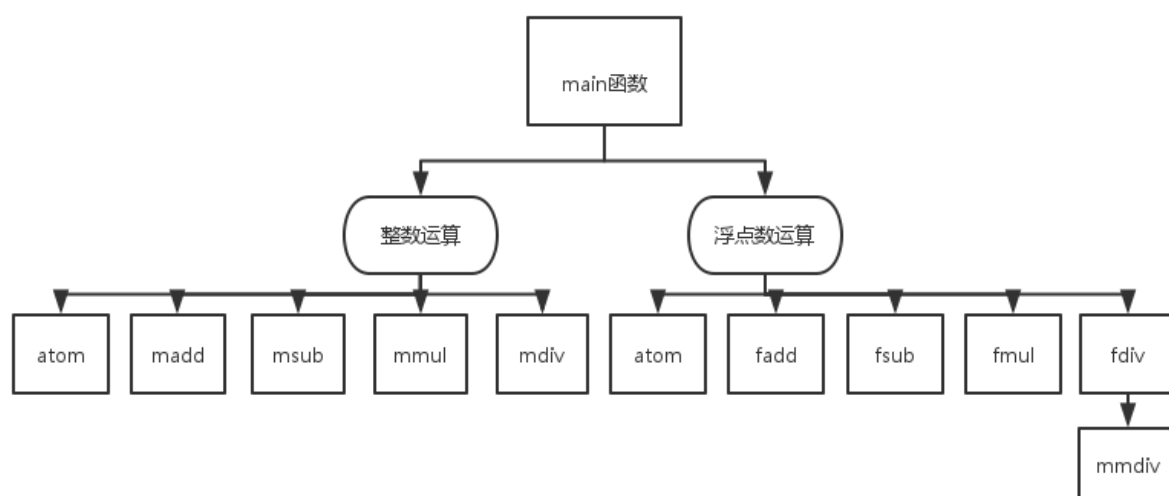 main函数
整数运算
浮点数运算
atom
madd
msub
mmul
mdiv
atom
fadd
fsub
fmul
fdiv
mmdiv